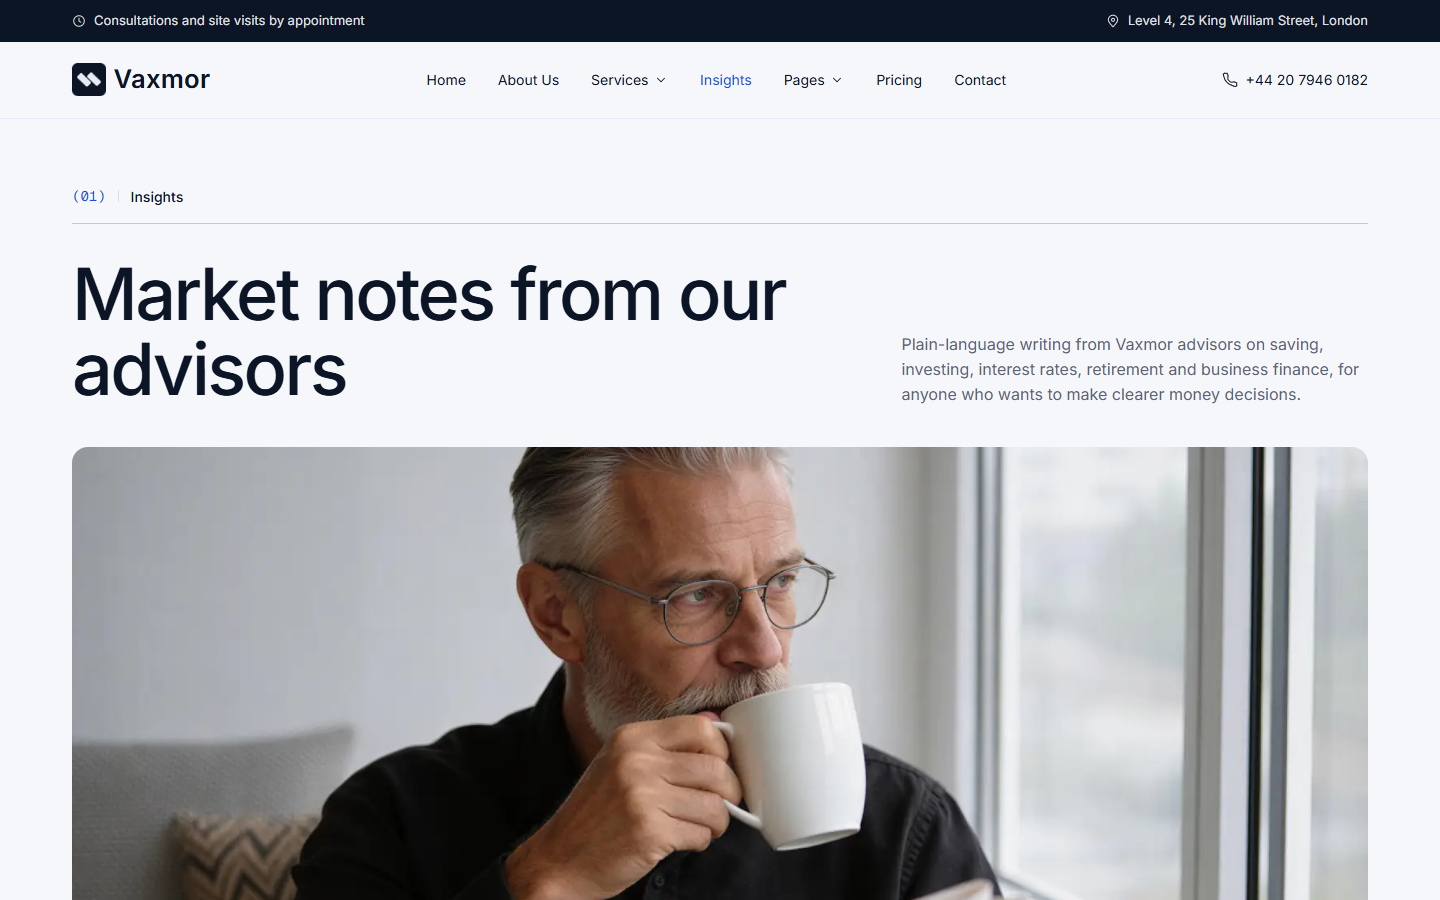 Consultations and site visits by appointment
Level 4, 25 King William Street, London
Vaxmor
Home
About Us
Services
Insights
Pages
Pricing
Contact
+44 20 7946 0182
(01)
Insights
Market notes from our
advisors
Plain-language writing from Vaxmor advisors on saving,
investing, interest rates, retirement and business finance, for
anyone who wants to make clearer money decisions.